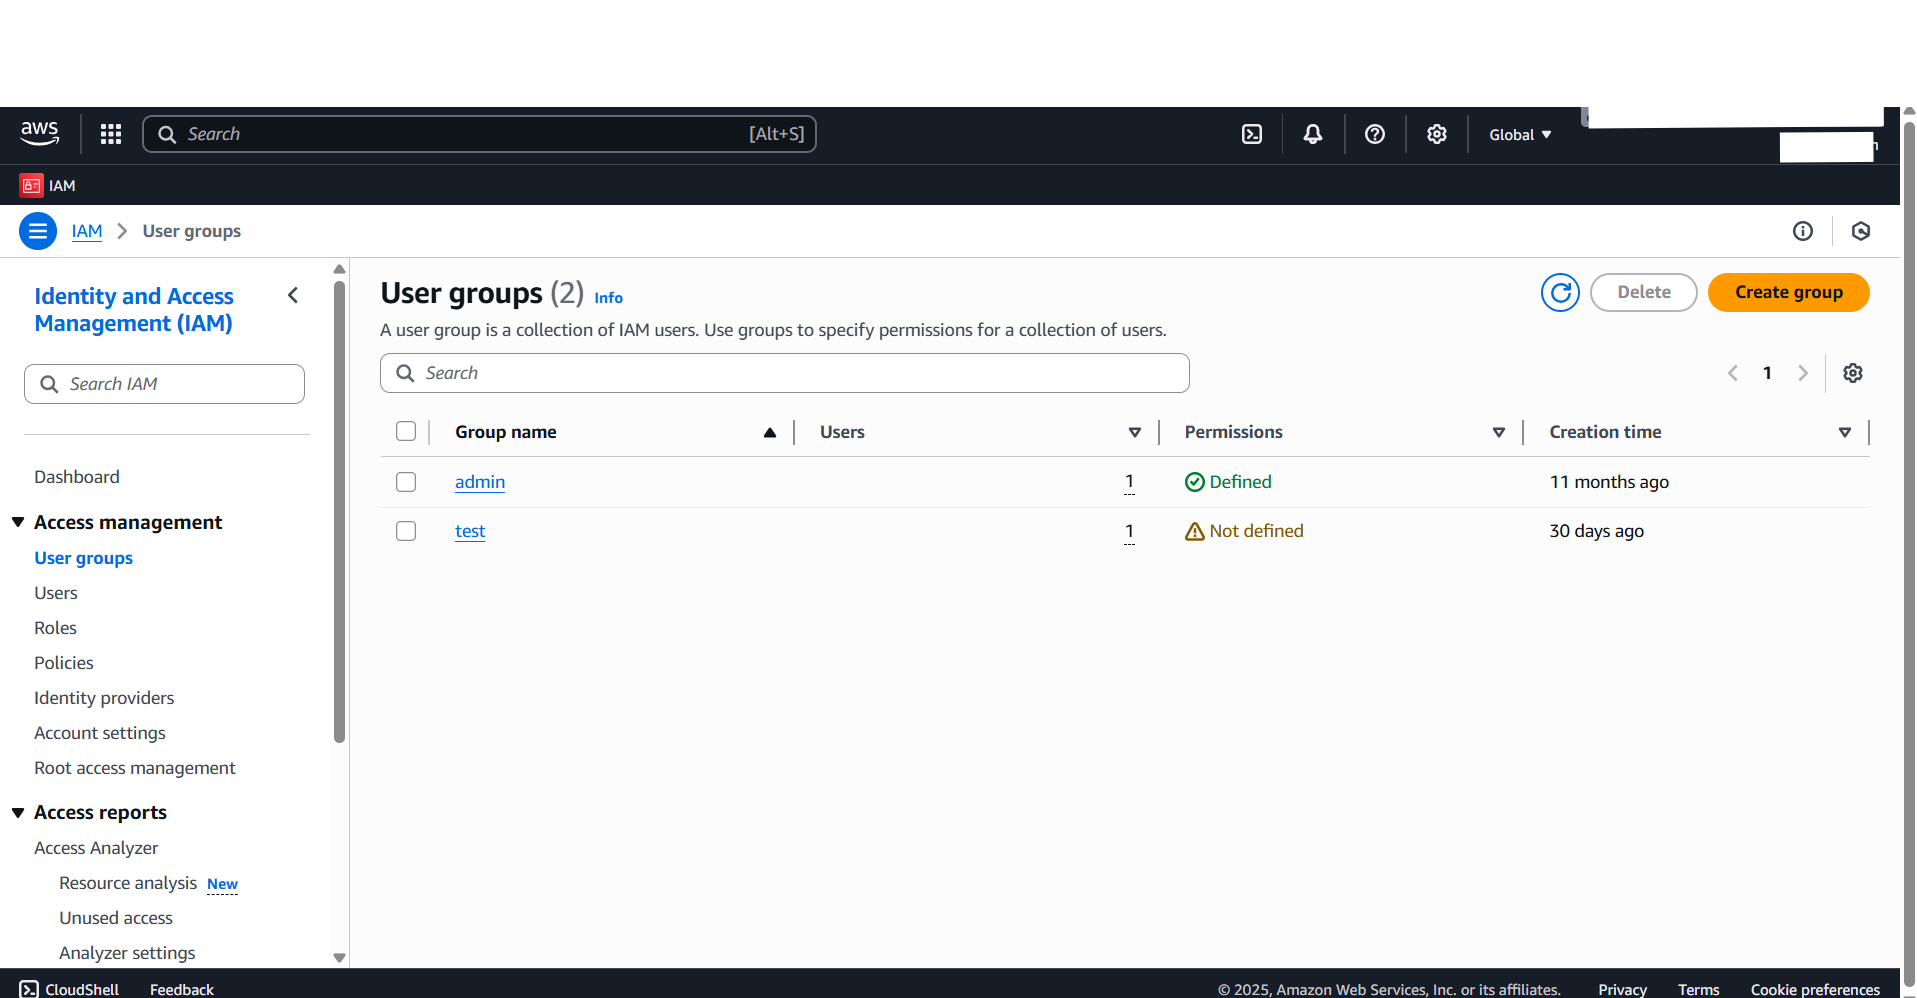 aws
Search [Alt+S]
Global
IAM
IAM > User groups
Identity and Access
Management (IAM)
Search IAM
Dashboard
Access management
User groups
Users
Roles
Policies
Identity providers
Account settings
Root access management
Access reports
Access Analyzer
Resource analysis New
Unused access
Analyzer settings
User groups (2) Info
Delete
Create group
A user group is a collection of IAM users. Use groups to specify permissions for a collection of users.
Search
1
Group name Users Permissions Creation time
admin 1 Defined 11 months ago
test 1 Not defined 30 days ago
CloudShell Feedback © 2025, Amazon Web Services, Inc. or its affiliates. Privacy Terms Cookie preferences